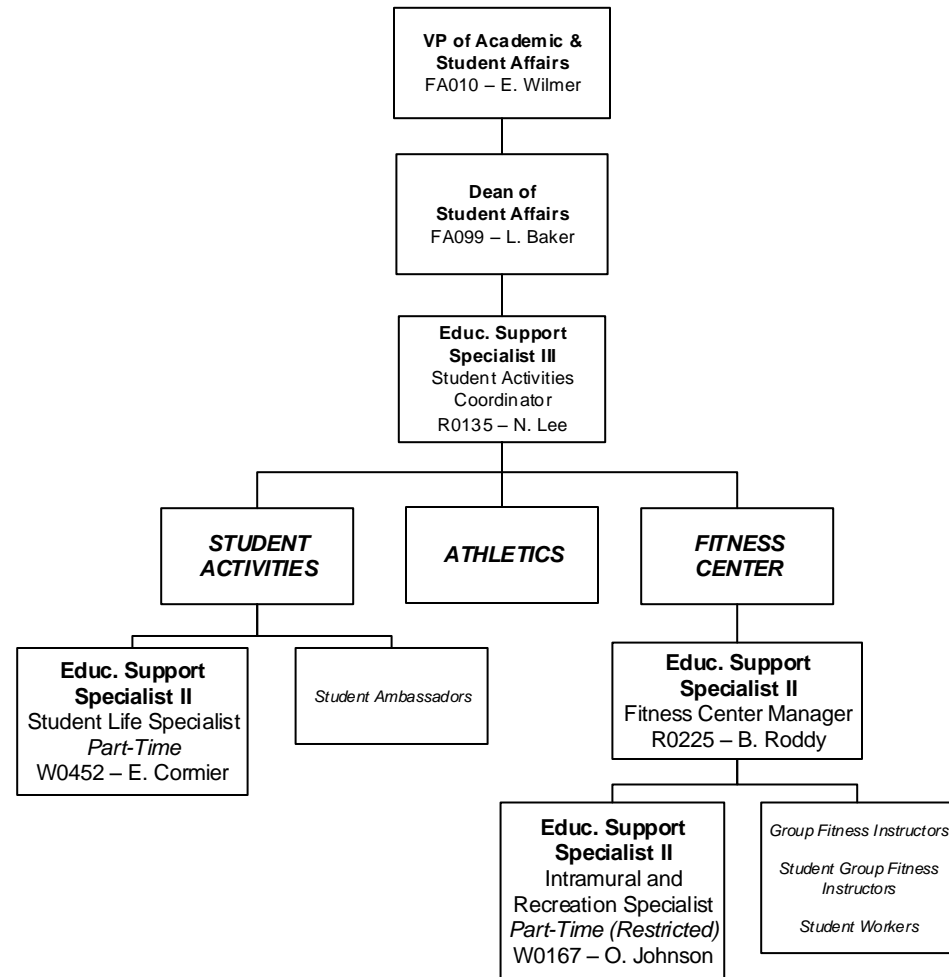 VP of Academic &
Student Affairs
FA010 – E. Wilmer
Dean of
Student Affairs
FA099 – L. Baker
Educ. Support
Specialist III
Student Activities
Coordinator
R0135 – N. Lee
STUDENT
ACTIVITIES
ATHLETICS
FITNESS
CENTER
Educ. Support
Specialist II
Student Life Specialist
Part-Time
W0452 – E. Cormier
Student Ambassadors
Educ. Support
Specialist II
Fitness Center Manager
R0225 – B. Roddy
Educ. Support
Specialist II
Intramural and
Recreation Specialist
Part-Time (Restricted)
W0167 – O. Johnson
Group Fitness Instructors
Student Group Fitness
Instructors
Student Workers